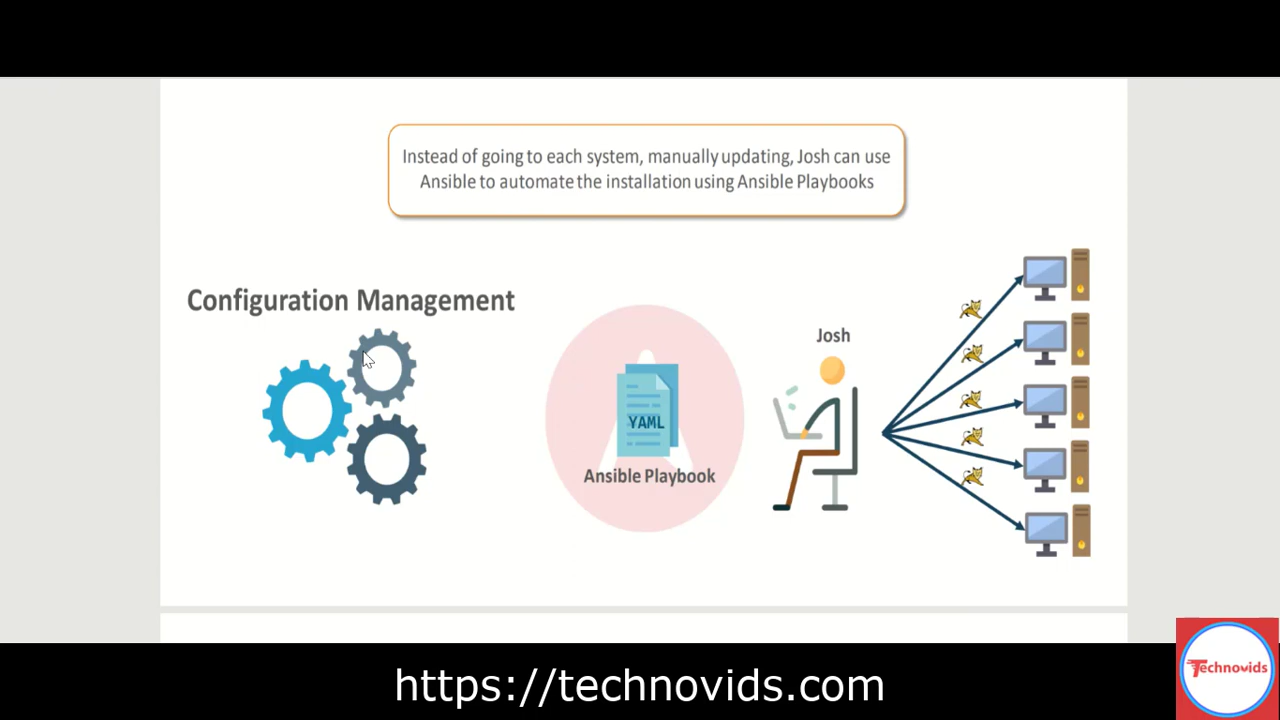 Instead of going to each system, manually updating, Josh can use
Ansible to automate the installation using Ansible Playbooks
Configuration Management
Josh
YAML
Ansible Playbook
https://technovids.com
Technovids